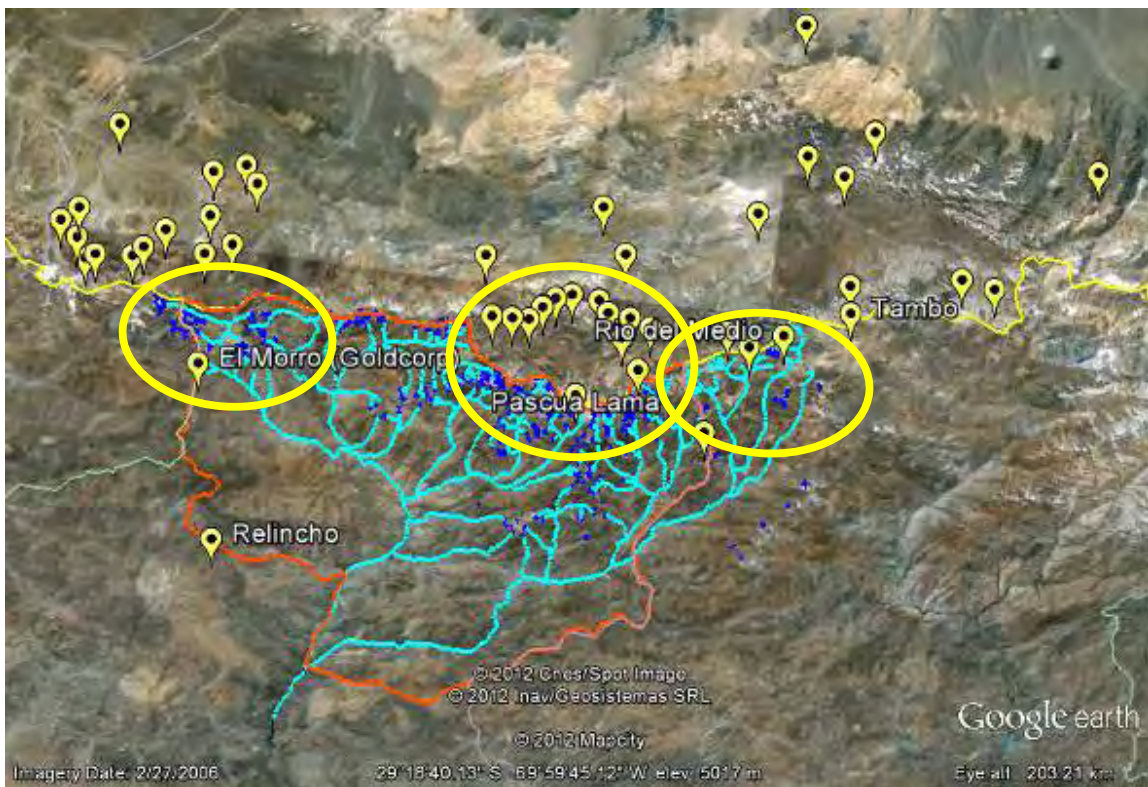 Tambo
Rio del Medio
El Morro (Goldcorp)
Pascua Lama
Relincho
© 2012 Cnes/Spot Image
© 2012 Inav/Geosistemas SRL
© 2012 Mapcity
Google earth
Imagery Date: 2/27/2006
29°18'40.13" S 69°59'45.12" W elev 5017 m
Eye alt 203.21 km